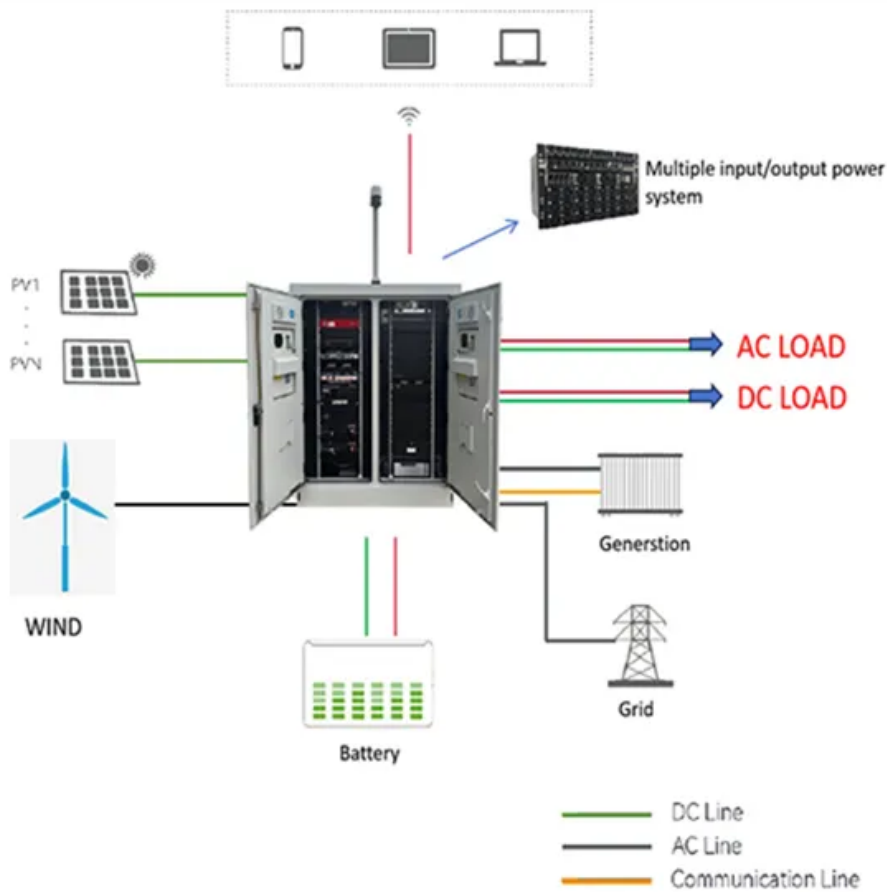 Multiple input/output power
system
PV1
PVN
AC LOAD
DC LOAD
WIND
Generstion
Grid
Battery
DC Line
AC Line
Communication Line